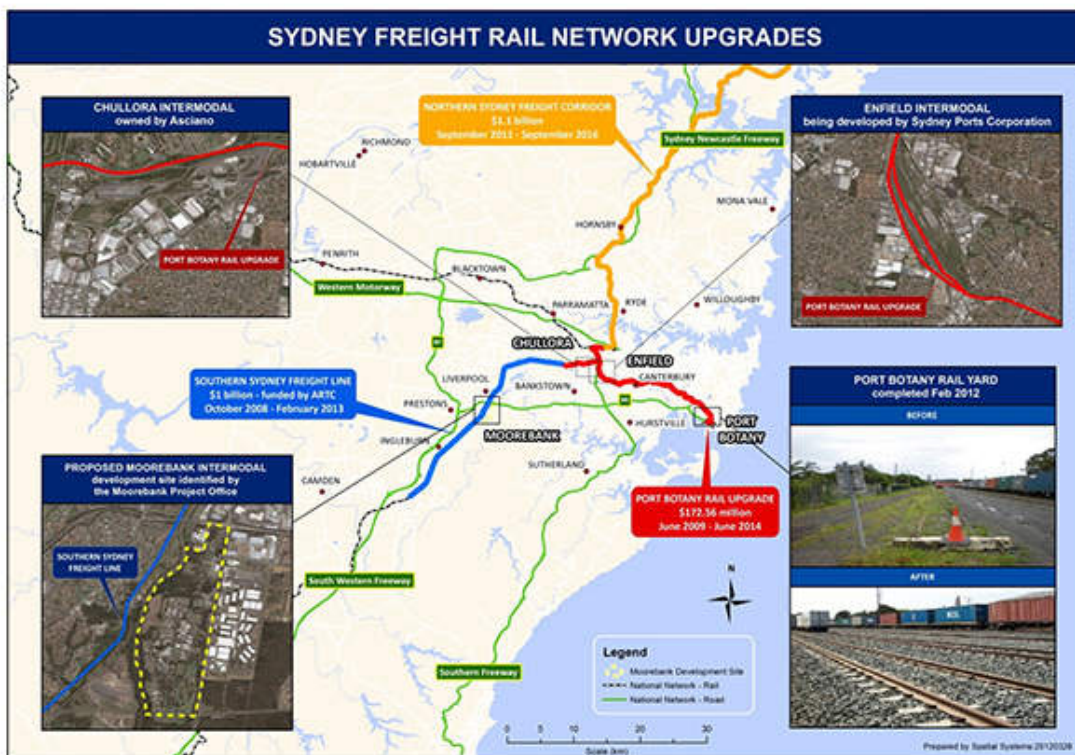 SYDNEY FREIGHT RAIL NETWORK UPGRADES
CHULLORA INTERMODAL
owned by Asciano
PORT BOTANY RAIL UPGRADE
NORTHERN SYDNEY FREIGHT CORRIDOR
$1.1 billion
September 2011 - September 2016
Sydney Newcastle Freeway
ENFIELD INTERMODAL
being developed by Sydney Ports Corporation
PORT BOTANY RAIL UPGRADE
RICHMOND
HOBARTVILLE
MONA VALE
HORNSBY
PENRITH
BLACKTOWN
Western Motorway
PARRAMATTA
RYDE
WILLOUGHBY
CHULLORA
ENFIELD
SOUTHERN SYDNEY FREIGHT LINE
$1 billion - funded by ARTC
October 2008 - February 2013
LIVERPOOL
BANKSTOWN
CANTERBURY
PRESTONS
MOOREBANK
HURSTVILLE
PORT
BOTANY
INGLEBURN
SUTHERLAND
CAMDEN
PORT BOTANY RAIL UPGRADE
$172.56 million
June 2009 - June 2014
PORT BOTANY RAIL YARD
completed Feb 2012
BEFORE
AFTER
PROPOSED MOOREBANK INTERMODAL
development site identified by
the Moorebank Project Office
SOUTHERN SYDNEY
FREIGHT LINE
South Western Freeway
Southern Freeway
N
Legend
Moorebank Development Site
National Network - Rail
National Network - Road
0 5 10 20 30
Scale (km)
Prepared by Spatial Systems 20120328